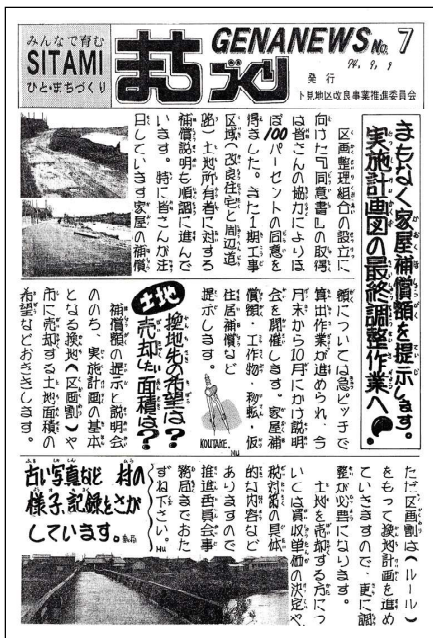 みんなで育む
SITAMI
ひと・まちづくり
まちづくり
GENANEWS No. 7
94. 9. 9
発行
下見地区改良事業推進委員会
まもなく家屋補償額を提示します。
実施計画図の最終調整作業へ!
区画整理組合の設立に
向けた『同意書』の取得
は皆さんの協力によりほ
ぼ100パーセントの同意を
得ました。また1期工事
区域(改良住宅と周辺道
路)土地所有者に対する
補償説明も順調に進んで
います。特に皆さんが注
目しています家屋の補償
額については急ピッチで
算出作業が進められ、今
月末から10月にかけ説明
会を開催します。家屋補
償額・工作物・移転・仮
住居補償など
提示します。
KOUTAKE.
Hu
土地
換地先の希望は?
売却したい面積は?
補償額の提示と説明会
ののち、実施計画の基本
となる換地(区画割)や
市に売却する土地面積の
希望などおききします。
ただ区画割は(ルール)
をもって換地計画を進め
ていきますので、更に調
整が必要になります。
土地を売却する方につ
いては買収単価の決定や、
税対策の具体
的な内容など
ありますので
推進委員会事
務局までおた
ずね下さい。
Hu
古い写真など 村の
様子、記録をさが
しています。